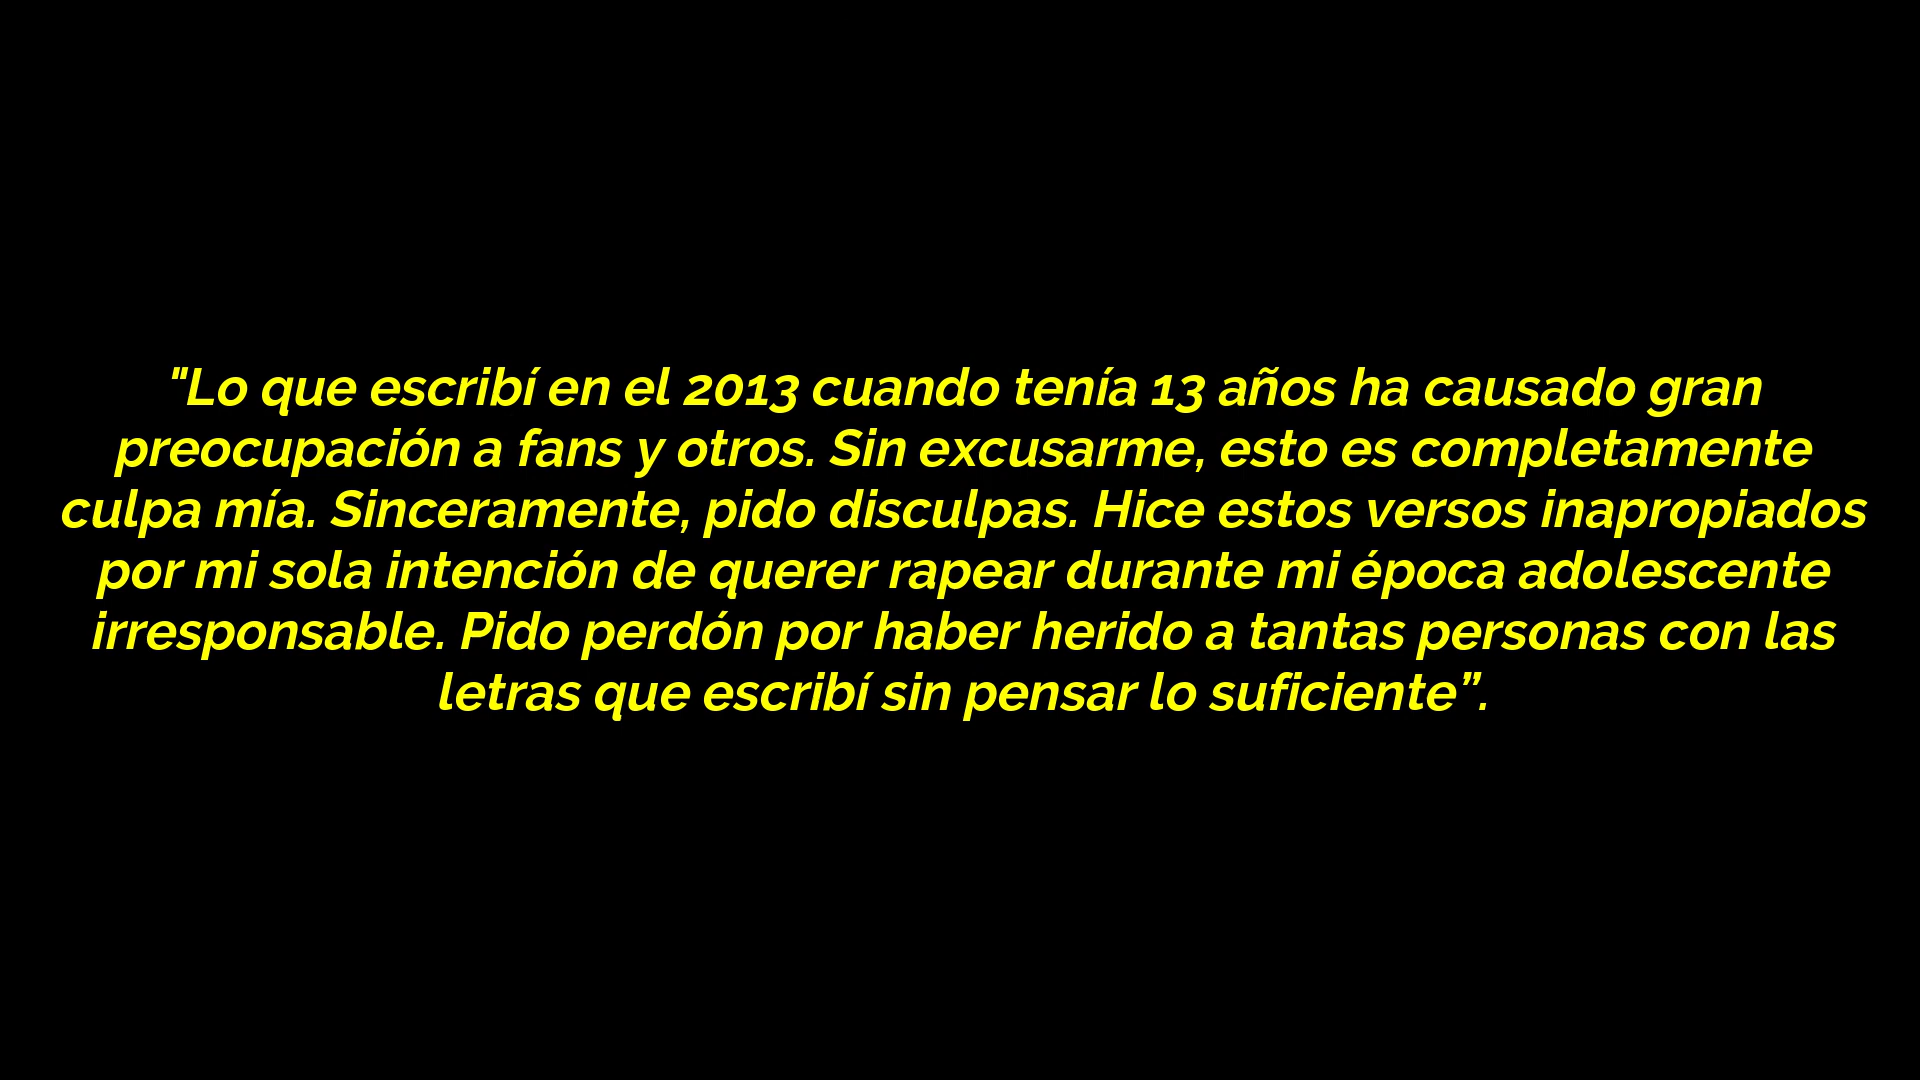 "Lo que escribí en el 2013 cuando tenía 13 años ha causado gran
preocupación a fans y otros. Sin excusarme, esto es completamente
culpa mía. Sinceramente, pido disculpas. Hice estos versos inapropiados
por mi sola intención de querer rapear durante mi época adolescente
irresponsable. Pido perdón por haber herido a tantas personas con las
letras que escribí sin pensar lo suficiente”.